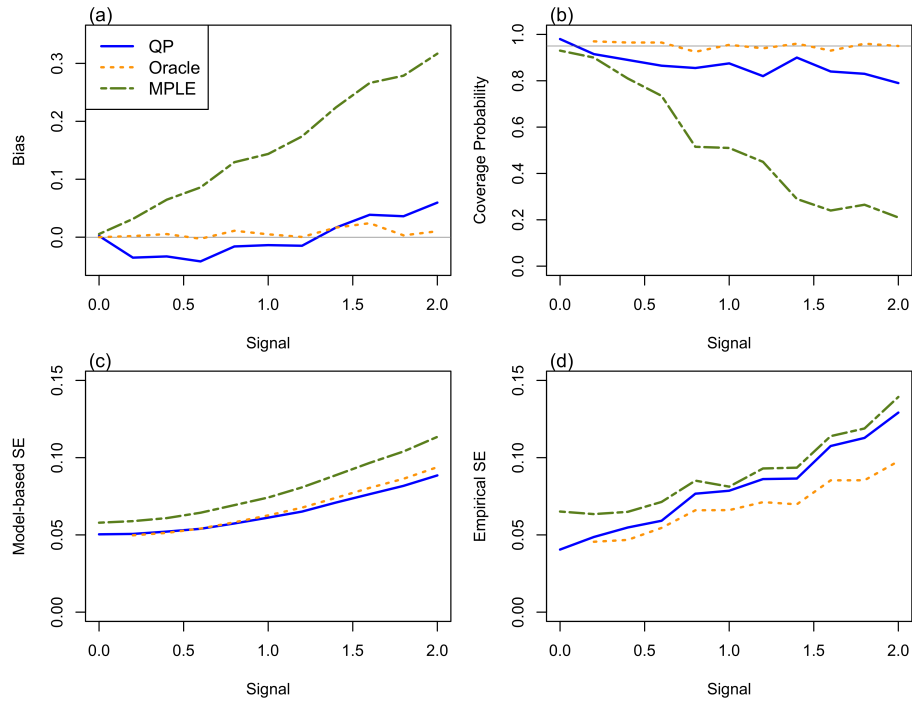 (a)
QP
Oracle
MPLE
Bias
0.0 0.1 0.2 0.3
0.0 0.5 1.0 1.5 2.0
Signal
(b)
Coverage Probability
0.0 0.2 0.4 0.6 0.8 1.0
0.0 0.5 1.0 1.5 2.0
Signal
(c)
Model-based SE
0.00 0.05 0.10 0.15
0.0 0.5 1.0 1.5 2.0
Signal
(d)
Empirical SE
0.00 0.05 0.10 0.15
0.0 0.5 1.0 1.5 2.0
Signal